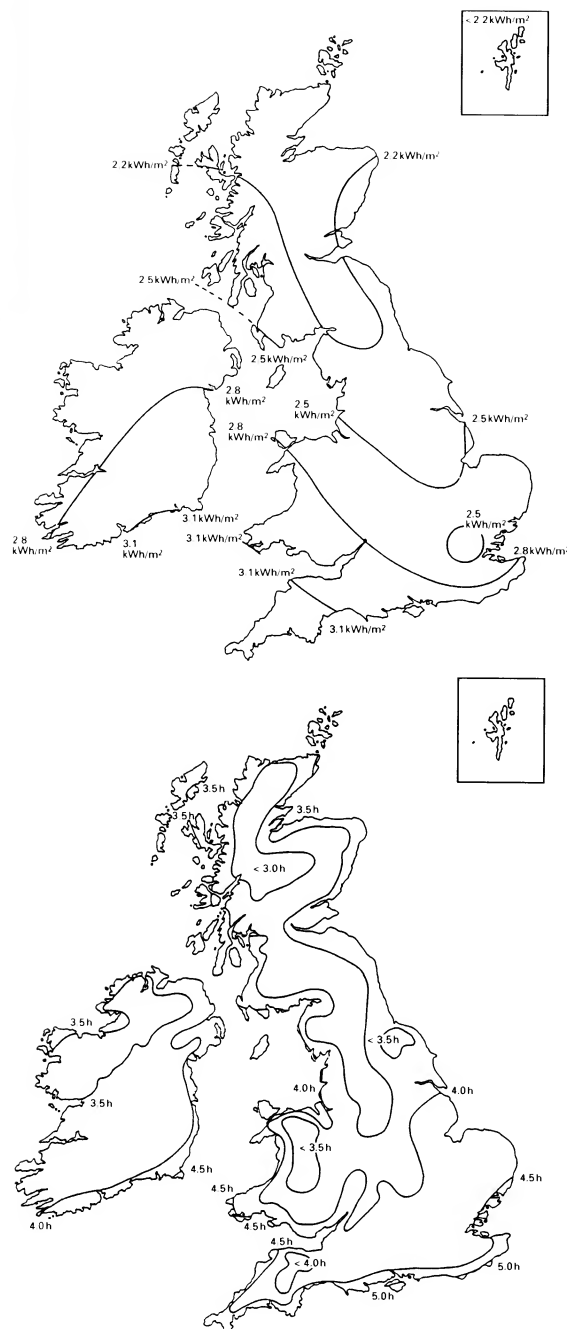 < 2.2kWh/m²
2.2kWh/m²
2.2kWh/m²
2.5kWh/m²
2.5kWh/m²
2.8
kWh/m²
2.5
kWh/m²
2.8
kWh/m²
2.5kWh/m²
2.5
kWh/m²
3.1kWh/m²
2.8
kWh/m²
3.1
kWh/m²
3.1kWh/m²
2.8kWh/m²
3.1kWh/m²
3.1kWh/m²
3.5h
3.5h
3.5h
< 3.0h
3.5h
< 3.5h
4.0h
4.0h
3.5h
< 3.5h
4.5h
4.5h
4.5h
4.0h
4.5h
4.5h
< 4.0h
5.0h
5.0h